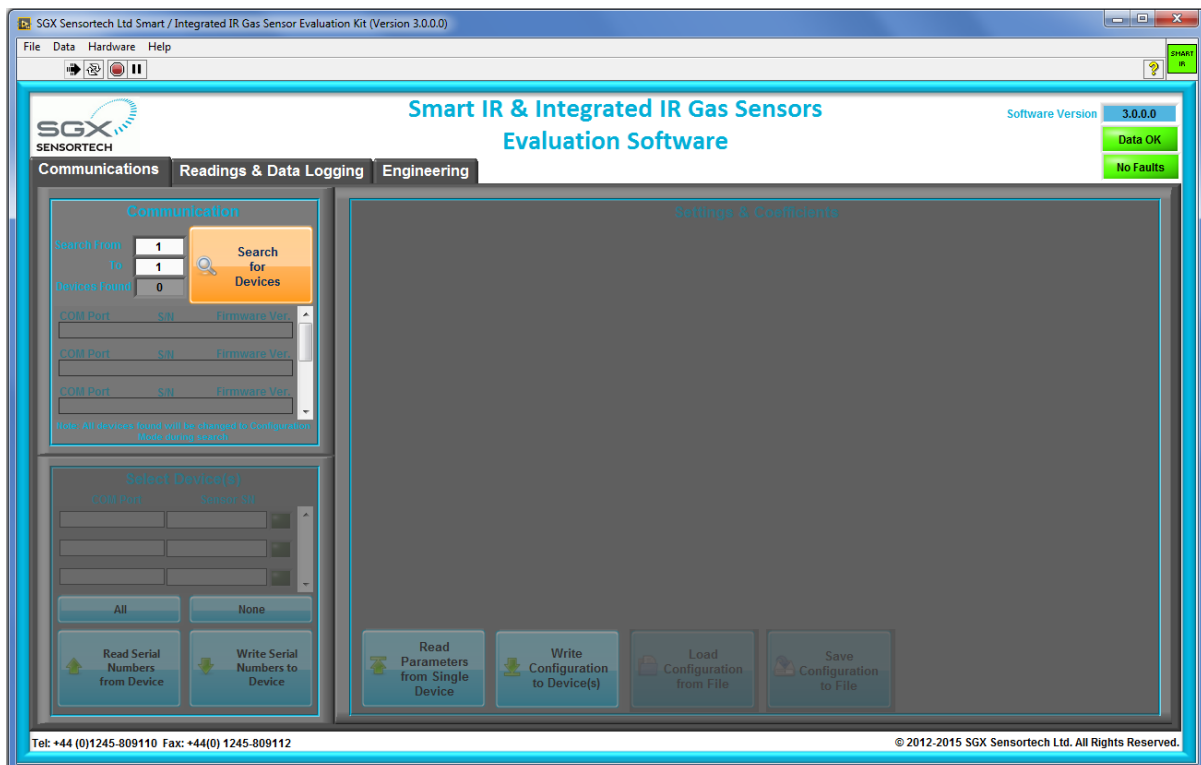 SGX Sensortech Ltd Smart / Integrated IR Gas Sensor Evaluation Kit (Version 3.0.0.0)
File Data Hardware Help
SMART
IR
SGX
SENSORTECH
Smart IR & Integrated IR Gas Sensors
Evaluation Software
Software Version 3.0.0.0
Data OK
No Faults
Communications Readings & Data Logging Engineering
Communication
Search From 1
To 1
Devices Found 0
Search
for
Devices
COM Port S/N Firmware Ver.
COM Port S/N Firmware Ver.
COM Port S/N Firmware Ver.
Note: All devices found will be changed to Configuration
Mode during search
Select Device(s)
COM Port Sensor SN
All
None
Read Serial
Numbers
from Device
Write Serial
Numbers to
Device
Settings & Coefficients
Read
Parameters
from Single
Device
Write
Configuration
to Device(s)
Load
Configuration
from File
Save
Configuration
to File
Tel: +44 (0)1245-809110 Fax: +44(0) 1245-809112
© 2012-2015 SGX Sensortech Ltd. All Rights Reserved.